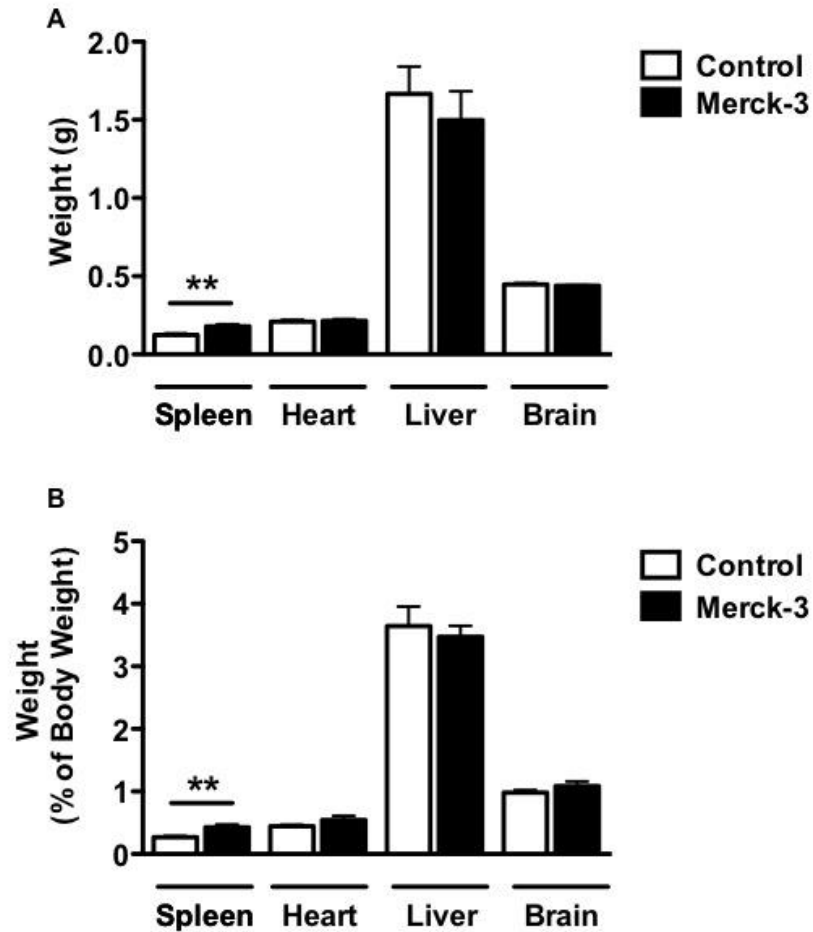 A
2.0
1.5
1.0
0.5
0.0
Weight (g)
**
Control
Merck-3
Spleen
Heart
Liver
Brain
B
5
4
3
2
1
0
Weight
(% of Body Weight)
**
Control
Merck-3
Spleen
Heart
Liver
Brain